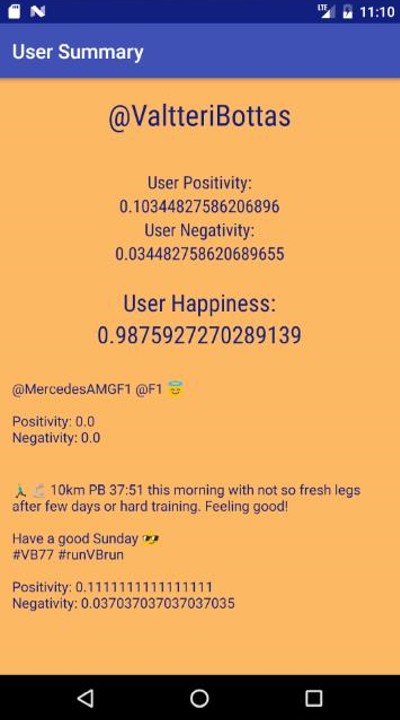 LTE 11:10
User Summary
@ValtteriBottas
User Positivity:
0.10344827586206896
User Negativity:
0.034482758620689655
User Happiness:
0.9875927270289139
@MercedesAMGF1 @F1 😇
Positivity: 0.0
Negativity: 0.0
10km PB 37:51 this morning with not so fresh legs
after few days or hard training. Feeling good!
Have a good Sunday 😎
#VB77 #runVBrun
Positivity: 0.1111111111111111
Negativity: 0.037037037037037035